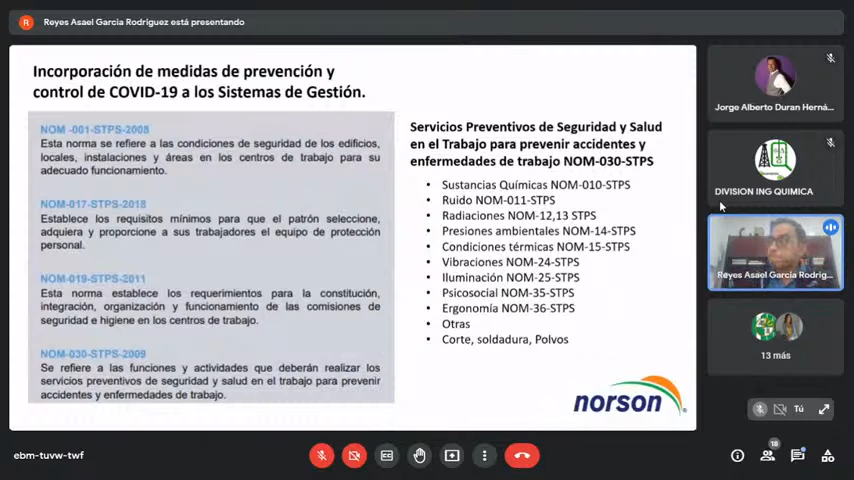 R
Reyes Asael Garcia Rodriguez está presentando
Incorporación de medidas de prevención y
control de COVID-19 a los Sistemas de Gestión.
NOM -001-STPS-2008
Esta norma se refiere a las condiciones de seguridad de los edificios,
locales, instalaciones y áreas en los centros de trabajo para su
adecuado funcionamiento.
NOM-017-STPS-2018
Establece los requisitos mínimos para que el patrón seleccione,
adquiera y proporcione a sus trabajadores el equipo de protección
personal.
NOM-019-STPS-2011
Esta norma establece los requerimientos para la constitución,
integración, organización y funcionamiento de las comisiones de
seguridad e higiene en los centros de trabajo.
NOM-030-STPS-2009
Se refiere a las funciones y actividades que deberán realizar los
servicios preventivos de seguridad y salud en el trabajo para prevenir
accidentes y enfermedades de trabajo.
Servicios Preventivos de Seguridad y Salud
en el Trabajo para prevenir accidentes y
enfermedades de trabajo NOM-030-STPS
• Sustancias Químicas NOM-010-STPS
• Ruido NOM-011-STPS
• Radiaciones NOM-12,13 STPS
• Presiones ambientales NOM-14-STPS
• Condiciones térmicas NOM-15-STPS
• Vibraciones NOM-24-STPS
• Iluminación NOM-25-STPS
• Psicosocial NOM-35-STPS
• Ergonomía NOM-36-STPS
• Otras
• Corte, soldadura, Polvos
norson
Jorge Alberto Duran Herná...
DIVISION ING QUIMICA
Reyes Asael Garcia Rodrig...
13 más
Tú
ebm-tuvw-twf
18